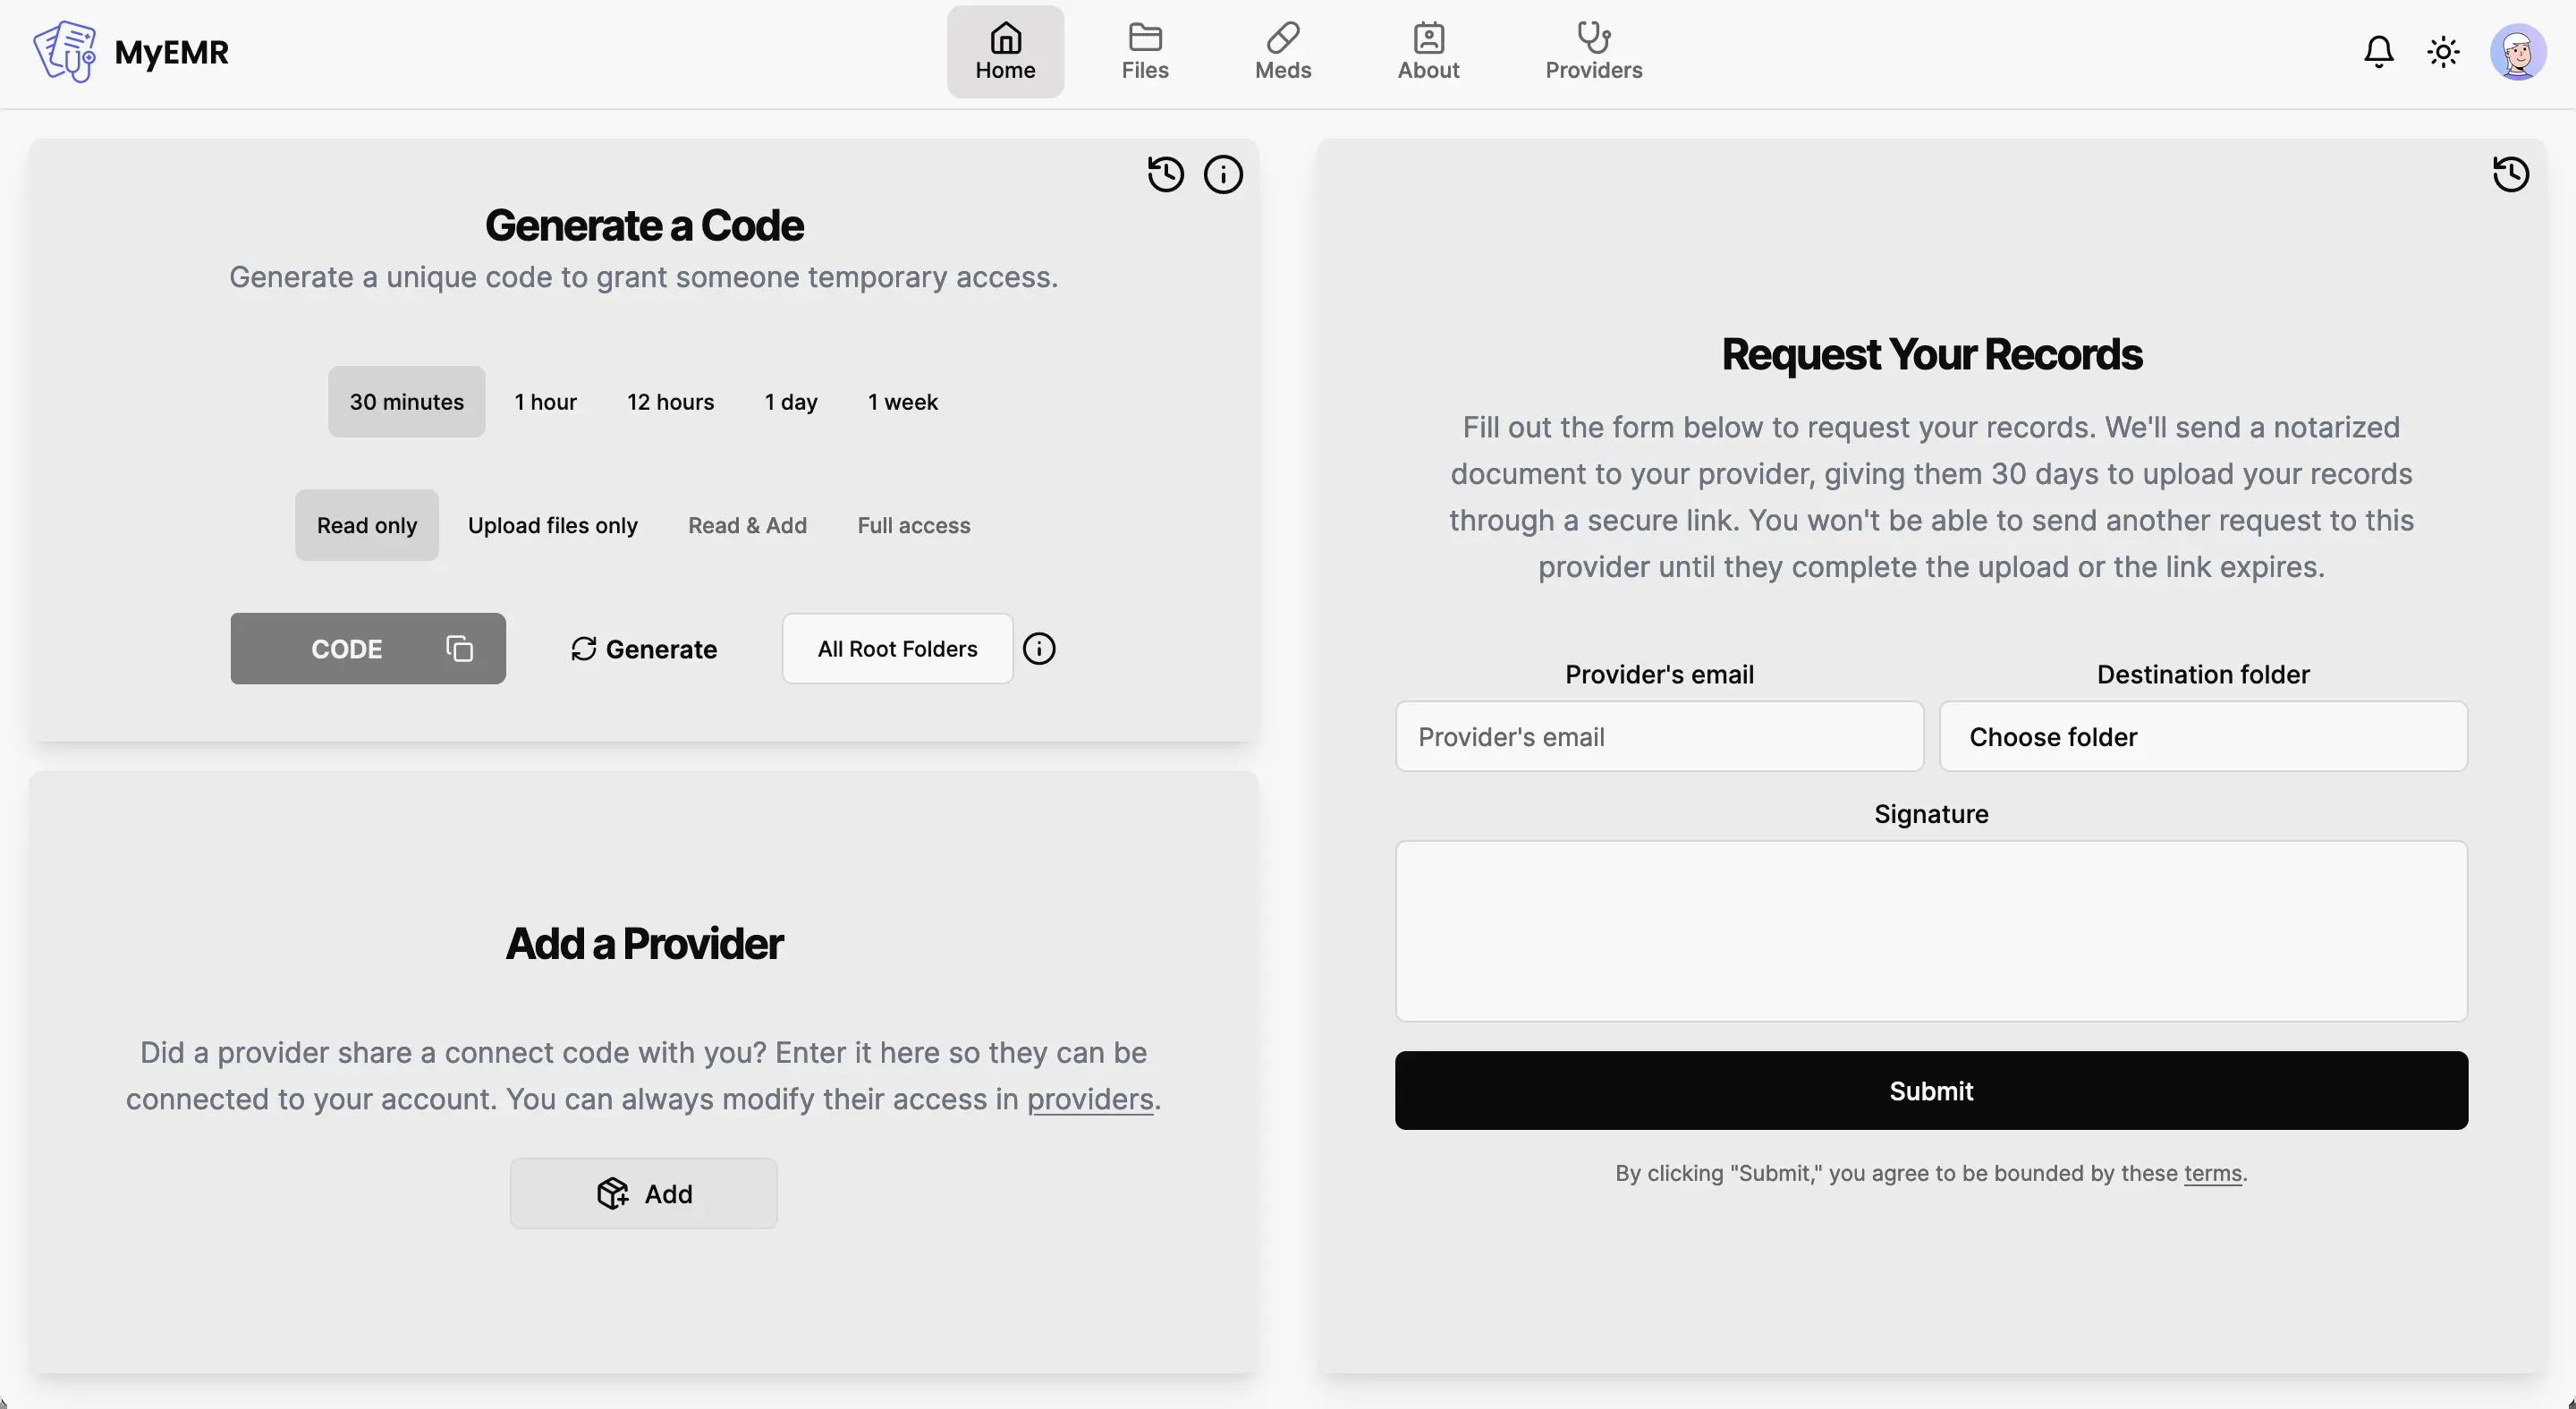 MyEMR
Home
Files
Meds
About
Providers
Generate a Code
Generate a unique code to grant someone temporary access.
30 minutes
1 hour
12 hours
1 day
1 week
Read only
Upload files only
Read & Add
Full access
CODE
Generate
All Root Folders
Add a Provider
Did a provider share a connect code with you? Enter it here so they can be
connected to your account. You can always modify their access in providers.
Add
Request Your Records
Fill out the form below to request your records. We'll send a notarized
document to your provider, giving them 30 days to upload your records
through a secure link. You won't be able to send another request to this
provider until they complete the upload or the link expires.
Provider's email
Destination folder
Provider's email
Choose folder
Signature
Submit
By clicking "Submit," you agree to be bounded by these terms.